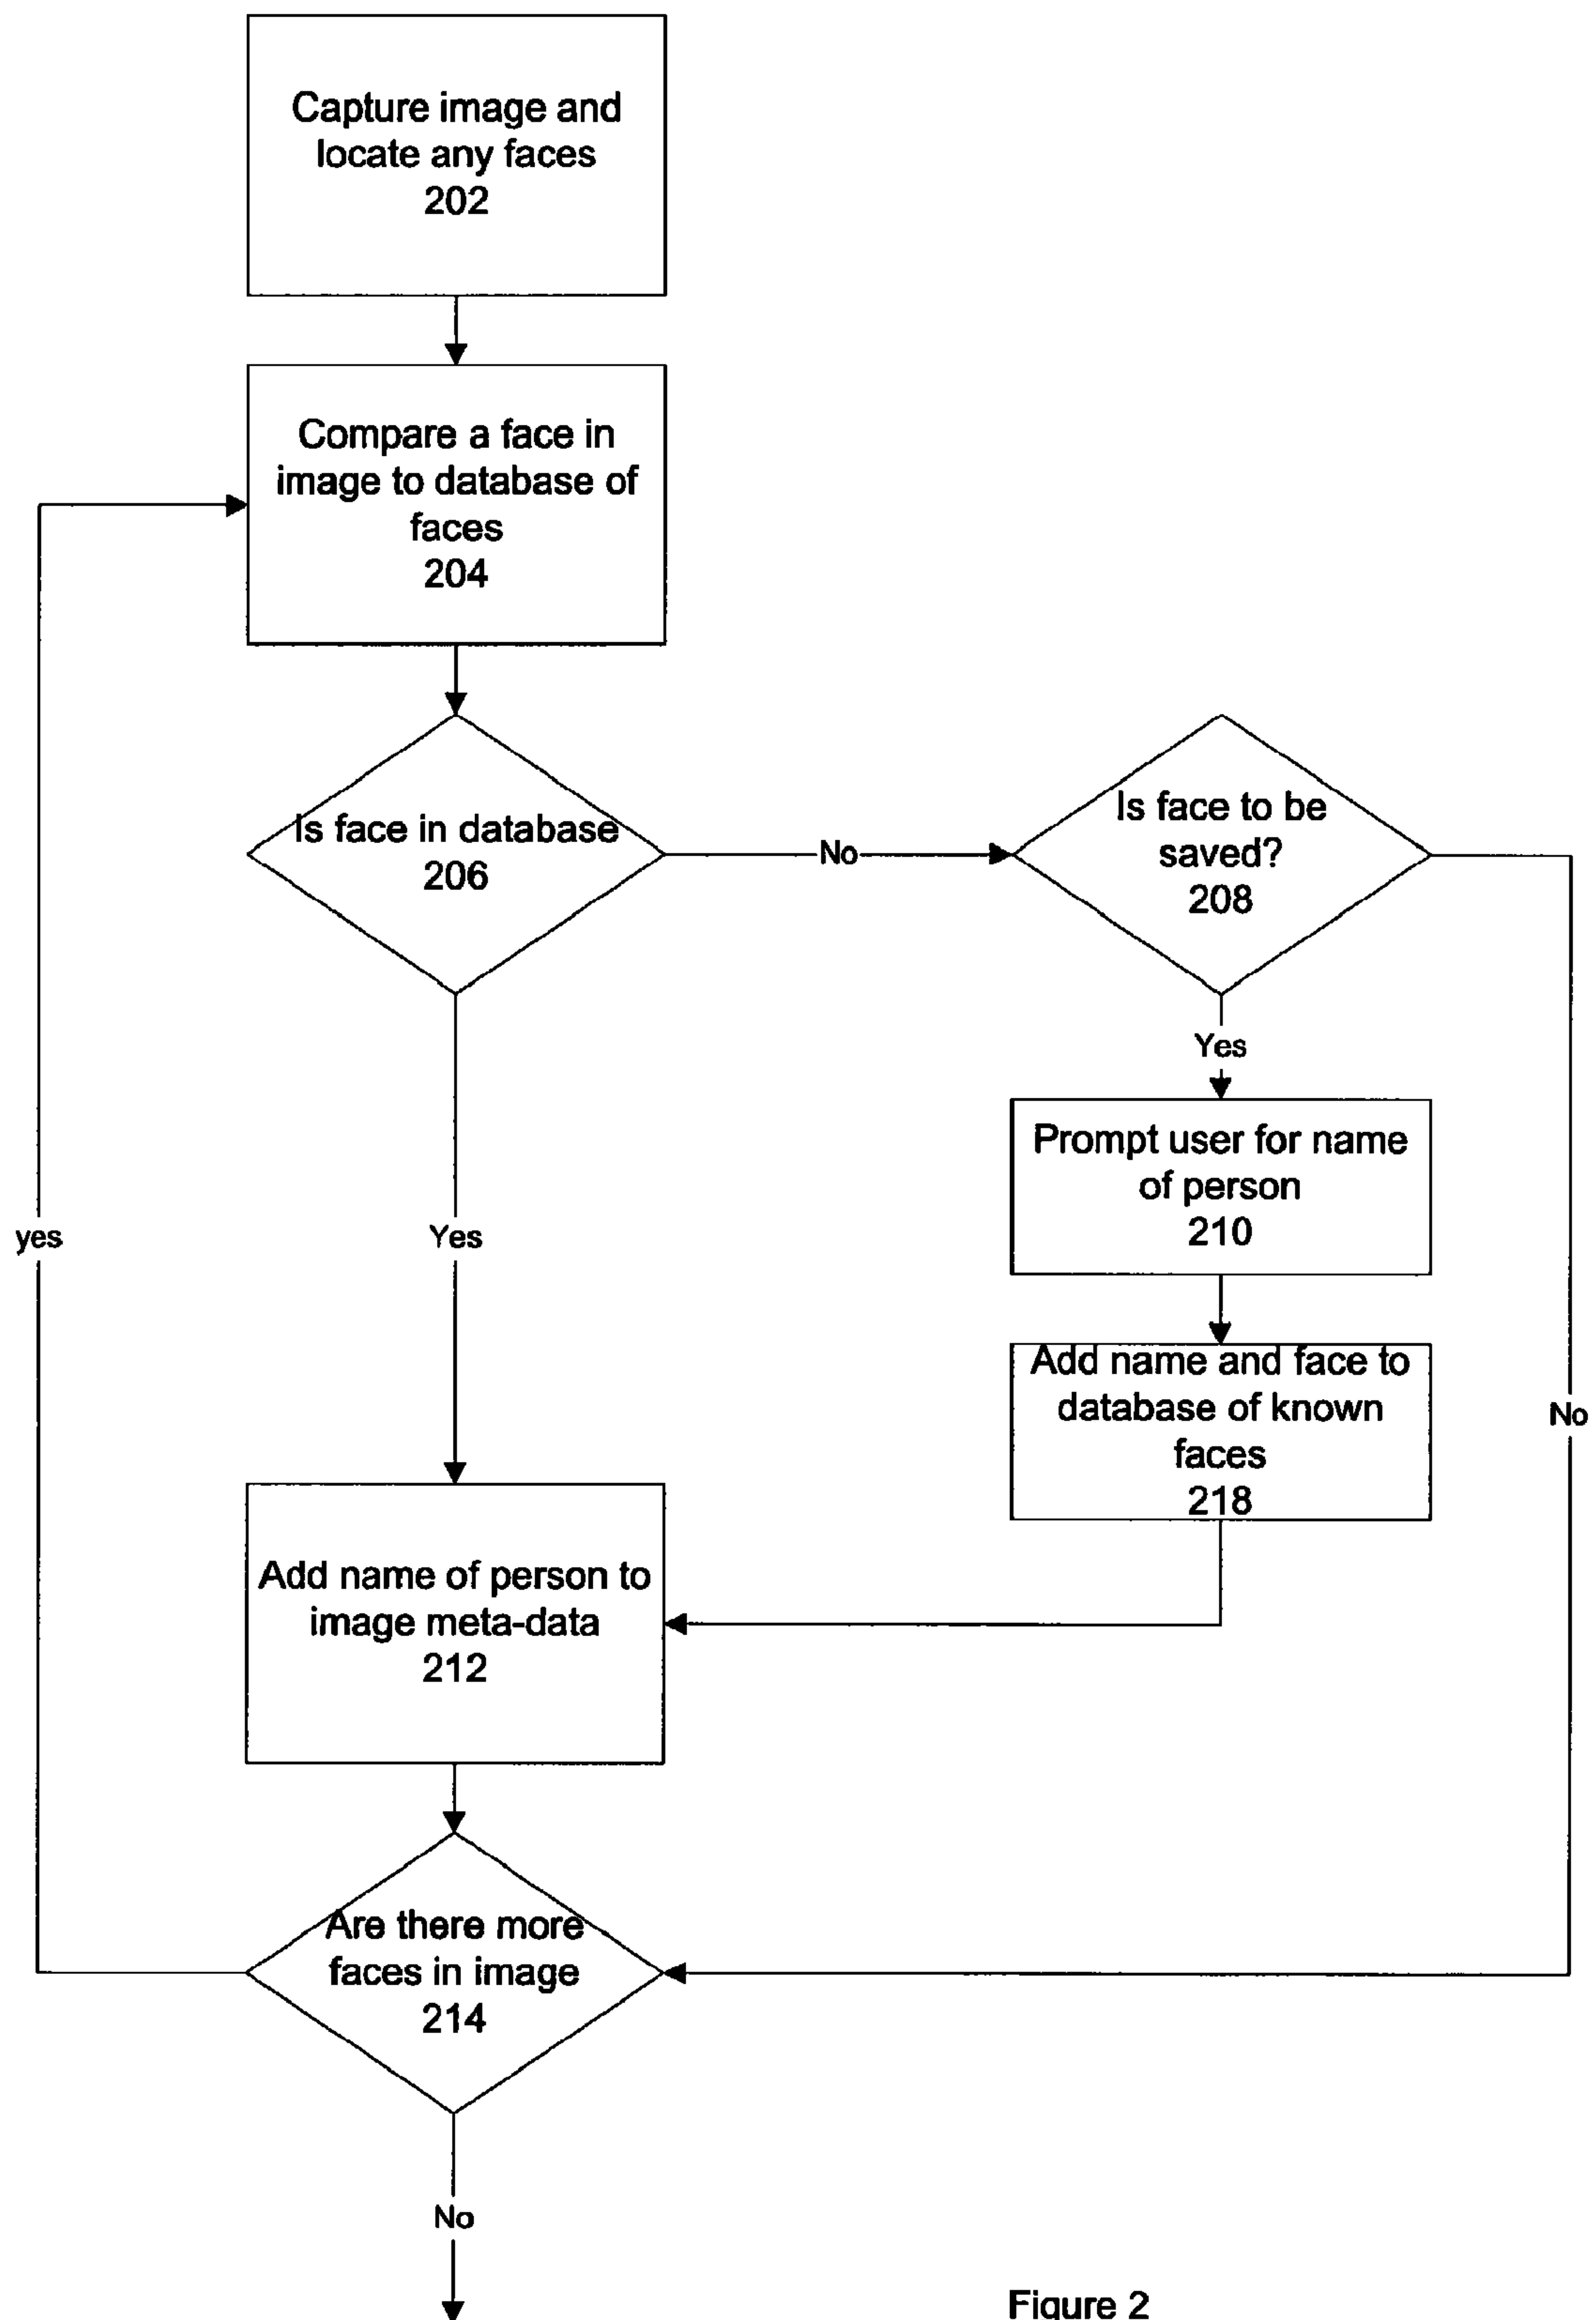 Capture image and
locate any faces
202
Compare a face in
image to database of
faces
204
Is face in database
206
No
Is face to be
saved?
208
Yes
Prompt user for name
of person
210
yes
Yes
Add name and face to
database of known
faces
218
No
Add name of person to
image meta-data
212
Are there more
faces in image
214
No
Figure 2